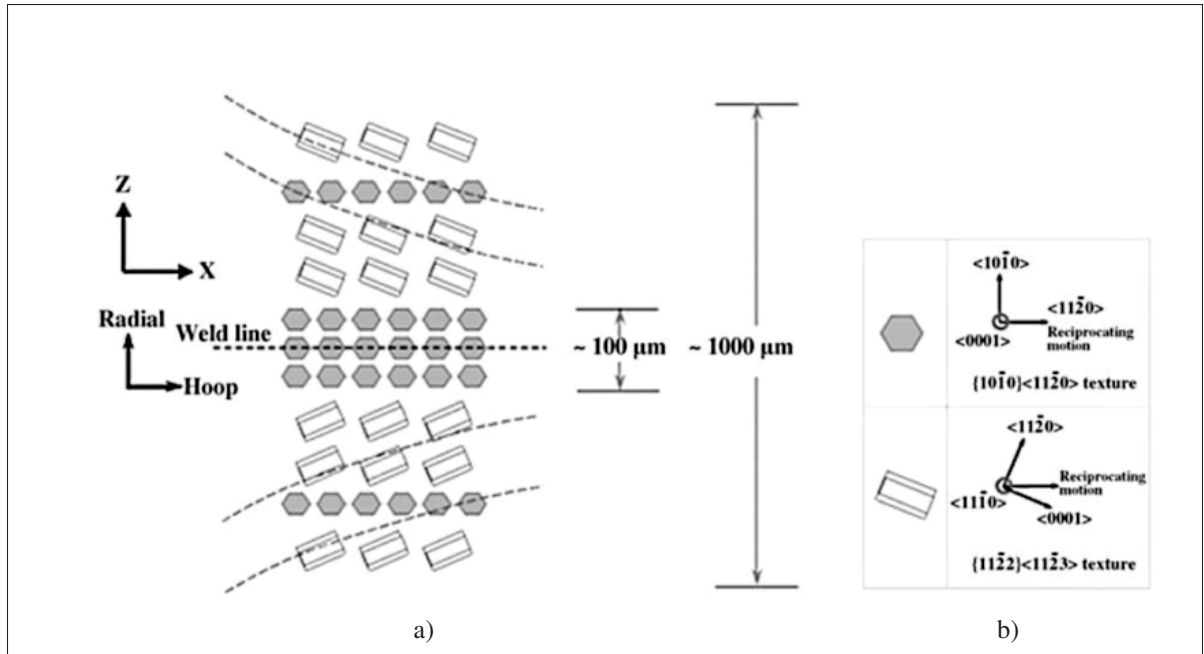 Z
X
Radial
Hoop
Weld line
~ 100 μm
~ 1000 μm
<101̄0>
<112̄0>
Reciprocating
motion
<0001>
{101̄0}<112̄0> texture
<112̄0>
Reciprocating
motion
<111̄0>
<0001>
{112̄2}<112̄3> texture
a)
b)